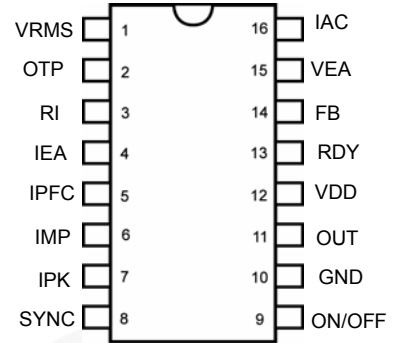 VRMS 1 16 IAC
OTP 2 15 VEA
RI 3 14 FB
IEA 4 13 RDY
IPFC 5 12 VDD
IMP 6 11 OUT
IPK 7 10 GND
SYNC 8 9 ON/OFF